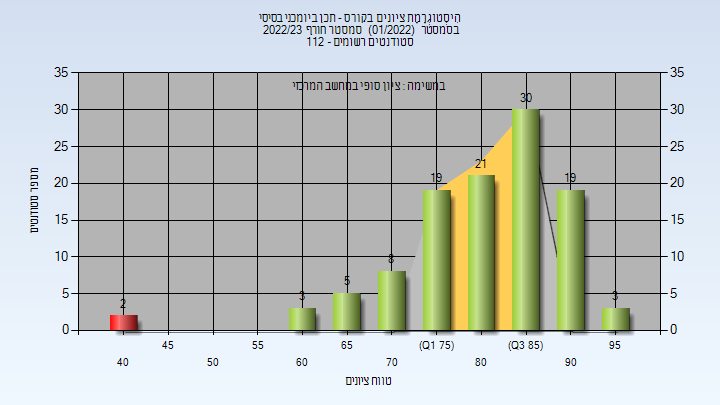 היסטוגרמת ציונים בקורס - תכן ביומכני בסיסי
בסמסטר (01/2022) סמסטר חורף 2022/23
סטודנטים רשומים - 112
במשימה : ציון סופי במחשב המרכזי
מספר סטודנטים
35 35
30 30
25 25
20 20
15 15
10 10
5 5
0 0
2 3 5 8 19 21 30 19 3
45 55 65 (Q1 75) (Q3 85) 95
40 50 60 70 80 90
טווח ציונים